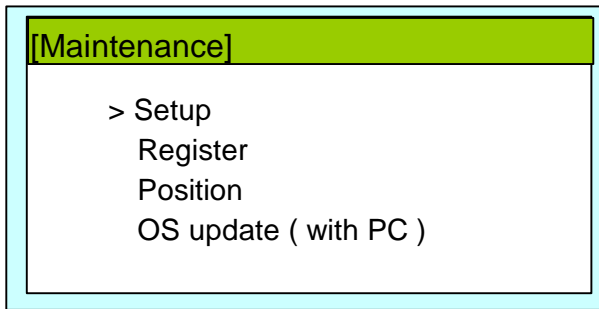 [Maintenance]
> Setup
Register
Position
OS update ( with PC )